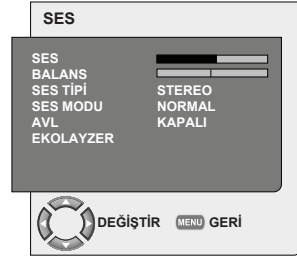 SES
SES
BALANS
SES TİPİ STEREO
SES MODU NORMAL
AVL KAPALI
EKOLAYZER
DEĞİŞTİR MENU GERİ